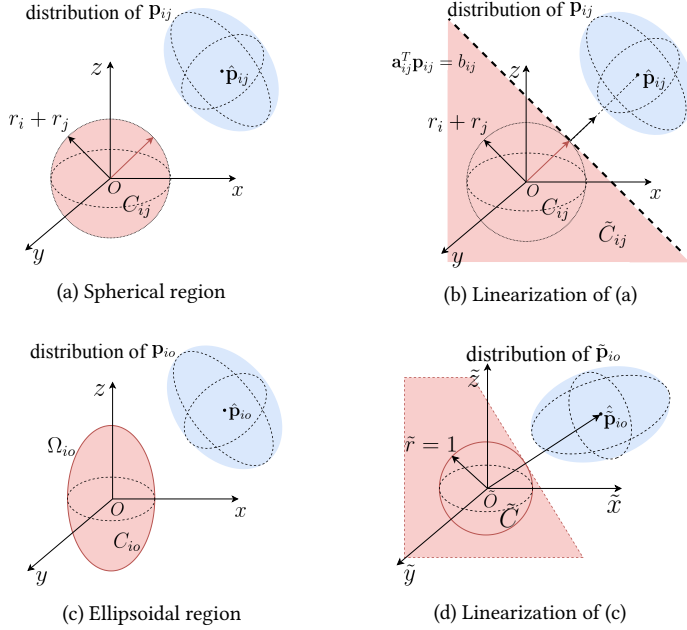 distribution of p_ij
p̂_ij
z
r_i + r_j
O
x
C_ij
y
(a) Spherical region
distribution of p_ij
a_ij^T p_ij = b_ij
p̂_ij
z
r_i + r_j
O
x
C_ij
C̃_ij
y
(b) Linearization of (a)
distribution of p_io
z
p̂_io
Ω_io
O
x
C_io
y
(c) Ellipsoidal region
distribution of p̃_io
z̃
p̃̂_io
r̃ = 1
Õ
x̃
C̃
ỹ
(d) Linearization of (c)